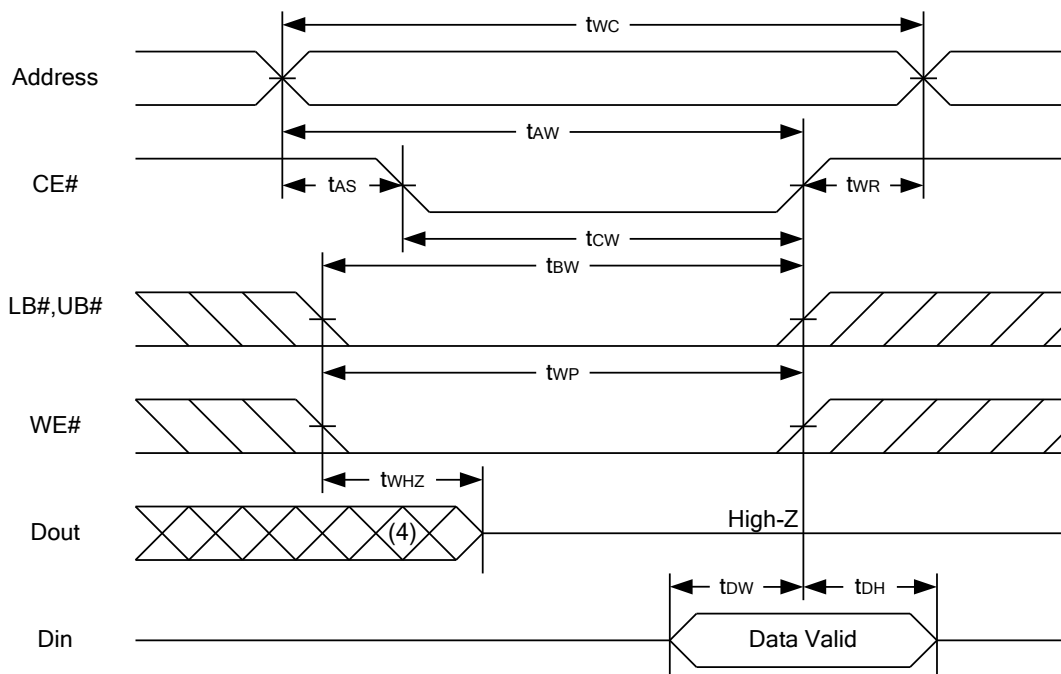 tWC
Address
tAW
CE#
tAS
tWR
tCW
tBW
LB#,UB#
tWP
WE#
tWHZ
Dout
(4)
High-Z
tDW
tDH
Din
Data Valid